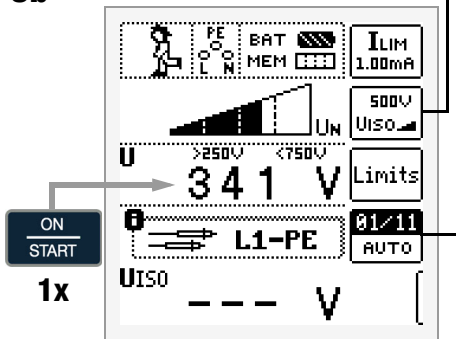 PE
BAT
L N
MEM
ILIM
1.00mA
500V
UISO
UN
U
>250V <750V
341 V
Limits
ON
START
1x
L1-PE
01/11
AUTO
UISO
--- V